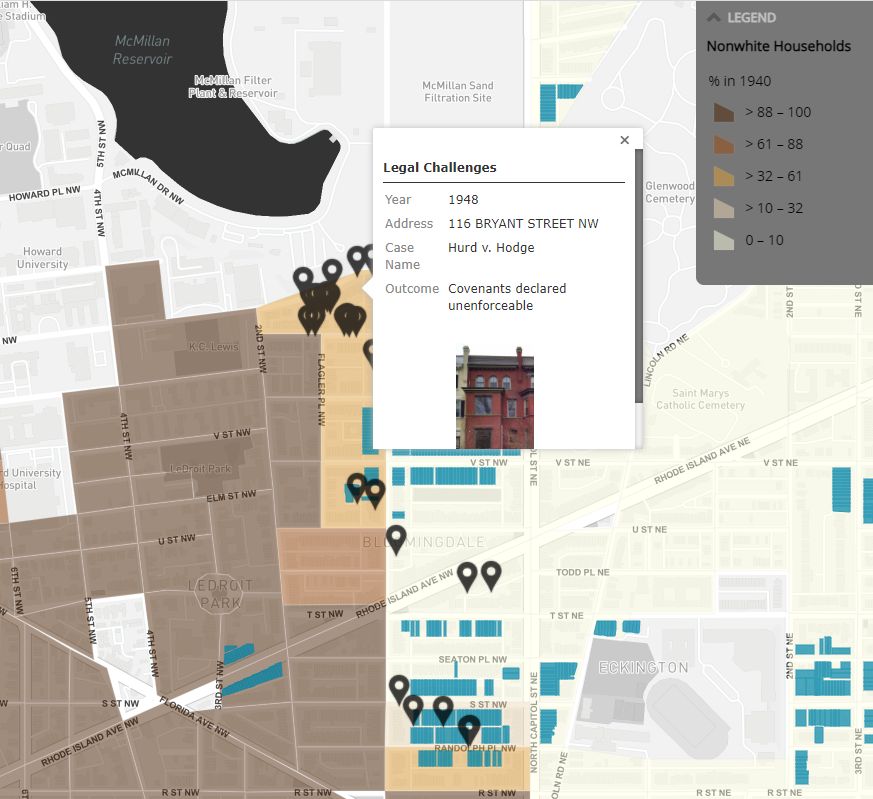 Stadium
McMillan
Reservoir
McMillan Filter
Plant & Reservoir
McMillan Sand
Filtration Site
LEGEND
Nonwhite Households
% in 1940
> 88 – 100
> 61 – 88
> 32 – 61
> 10 – 32
0 – 10
Quad
5TH ST NW
HOWARD PL NW
4TH ST NW
MCMILLAN DR NW
Howard
University
Legal Challenges
Year 1948
Address 116 BRYANT STREET NW
Case Hurd v. Hodge
Name
Outcome Covenants declared
unenforceable
Glenwood
Cemetery
2ND ST NE
LINCOLN RD NE
Saint Marys
Catholic Cemetery
NW
K.C. Lewis
2ND ST NW
FLAGLER PL NW
4TH ST NW
V ST NW
LeDroit Park
University
Hospital
ELM ST NW
U ST NW
V ST NW
V ST NE
RHODE ISLAND AVE NE
U ST NE
BLOOMINGDALE
6TH ST NW
5TH ST NW
4TH ST NW
LEDROIT
PARK
T ST NW
RHODE ISLAND AVE NW
TODD PL NE
T ST NE
SEATON PL NW
ECKINGTON
2ND ST NE
3RD ST NW
S ST NW
FLORIDA AVE NW
S ST NW
NORTH CAPITOL ST NE
RHODE ISLAND AVE NW
RANDOLPH PL NW
3RD ST NE
R ST NW
R ST NW
R ST NE